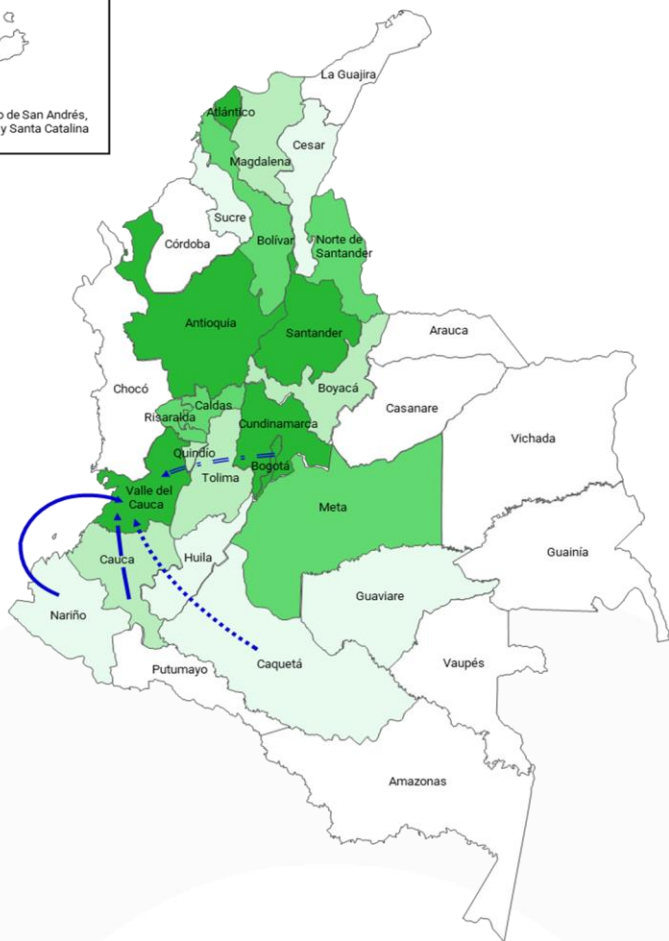 o de San Andrés,
y Santa Catalina
La Guajira
Atlántico
Cesar
Magdalena
Sucre
Córdoba
Bolívar
Norte de
Santander
Antioquia
Santander
Arauca
Chocó
Boyacá
Caldas
Casanare
Risaralda
Cundinamarca
Vichada
Quindío
Bogotá
Tolima
Valle del
Cauca
Meta
Guainía
Cauca
Huila
Guaviare
Nariño
Caquetá
Vaupés
Putumayo
Amazonas